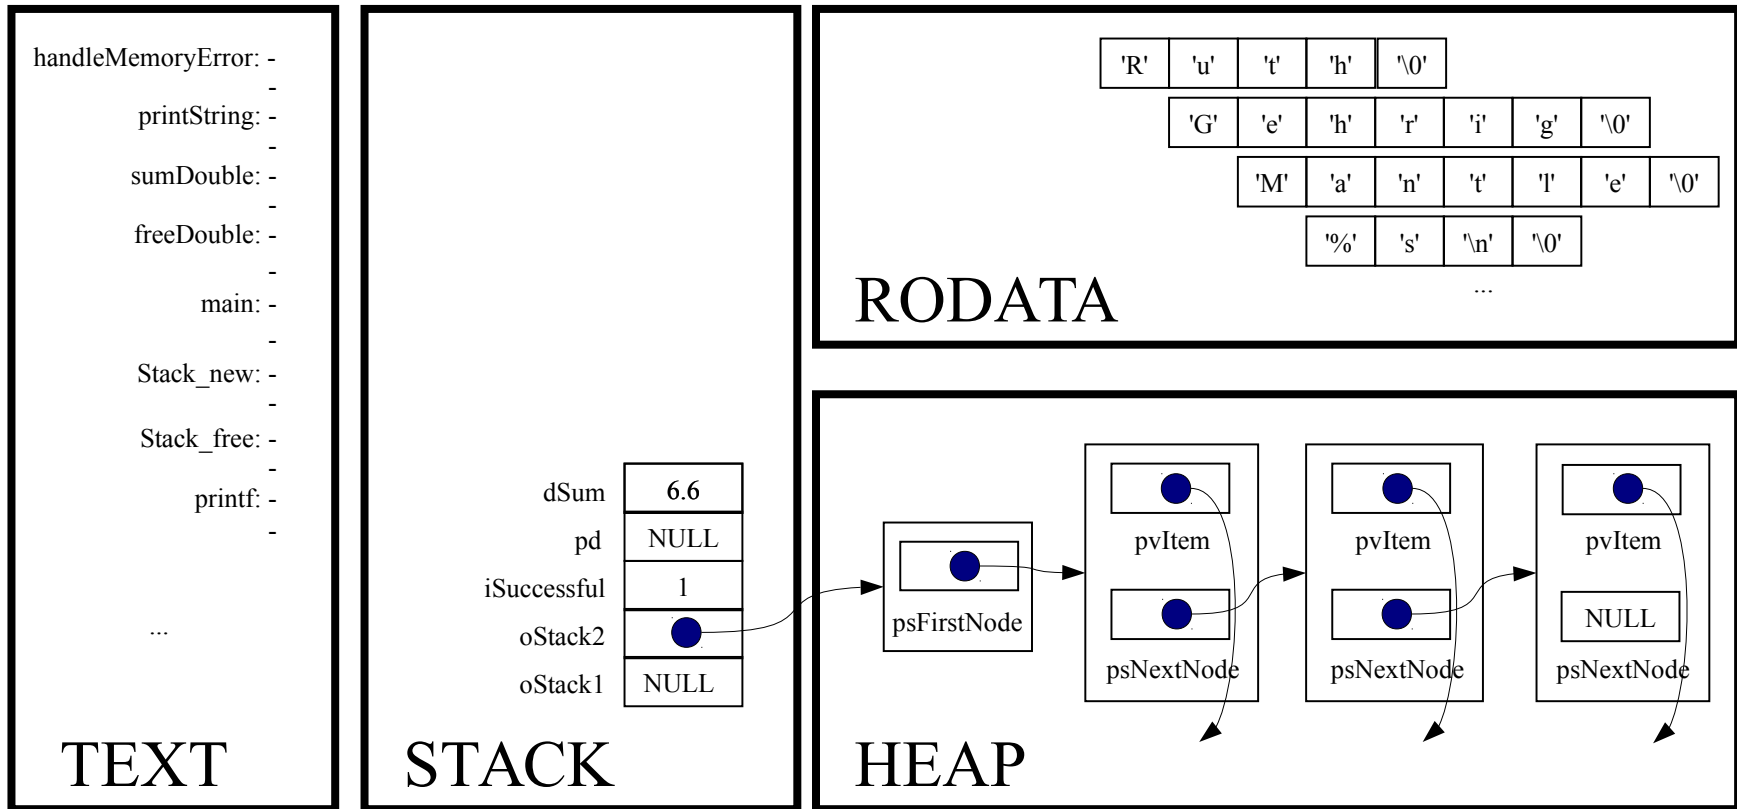 handleMemoryError: -
-
printString: -
-
sumDouble: -
-
freeDouble: -
-
main: -
-
Stack_new: -
-
Stack_free: -
-
printf: -
-
...
TEXT
dSum 6.6
pd NULL
iSuccessful 1
oStack2
oStack1 NULL
STACK
'R' 'u' 't' 'h' '\0'
'G' 'e' 'h' 'r' 'i' 'g' '\0'
'M' 'a' 'n' 't' 'l' 'e' '\0'
'%' 's' '\n' '\0'
...
RODATA
psFirstNode
pvItem pvItem pvItem
NULL
psNextNode psNextNode psNextNode
HEAP